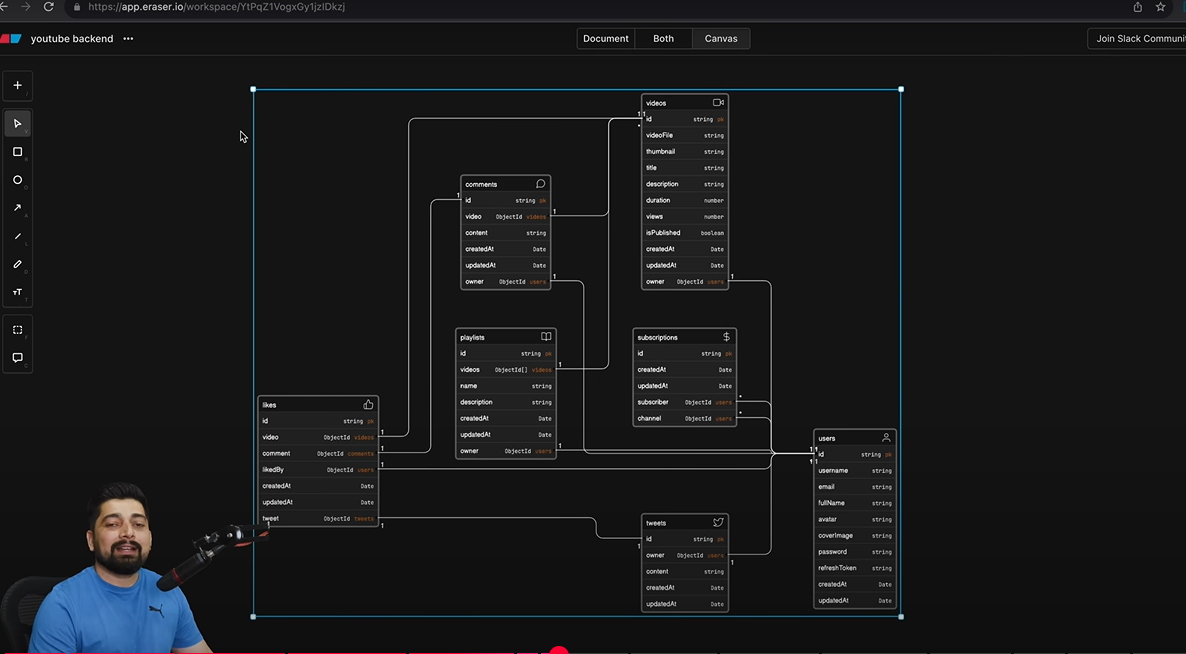 https://app.eraser.io/workspace/YtPqZ1VogxGy1jzIDkzj
youtube backend
Document Both Canvas
Join Slack Communi
videos
id string pk
videoFile string
thumbnail string
title string
description string
duration number
views number
isPublished boolean
createdAt Date
updatedAt Date
owner ObjectId users
comments
id string pk
video ObjectId videos
content string
createdAt Date
updatedAt Date
owner ObjectId users
playlists
id string pk
videos ObjectId[] videos
name string
description string
createdAt Date
updatedAt Date
owner ObjectId users
subscriptions
id string pk
createdAt Date
updatedAt Date
subscriber ObjectId users
channel ObjectId users
likes
id string pk
video ObjectId videos
comment ObjectId comments
likedBy ObjectId users
createdAt Date
updatedAt Date
tweet ObjectId tweets
users
id string pk
username string
email string
fullName string
avatar string
coverImage string
password string
refreshToken string
createdAt Date
updatedAt Date
tweets
id string pk
owner ObjectId users
content string
createdAt Date
updatedAt Date